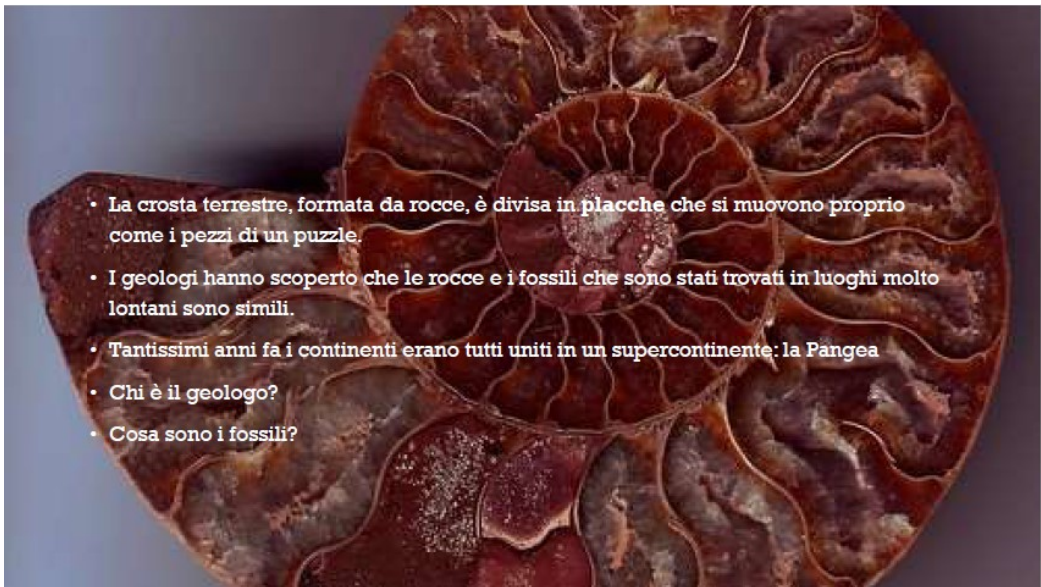 • La crosta terrestre, formata da rocce, è divisa in placche che si muovono proprio
come i pezzi di un puzzle.
• I geologi hanno scoperto che le rocce e i fossili che sono stati trovati in luoghi molto
lontani sono simili.
• Tantissimi anni fa i continenti erano tutti uniti in un supercontinente: la Pangea
• Chi è il geologo?
• Cosa sono i fossili?